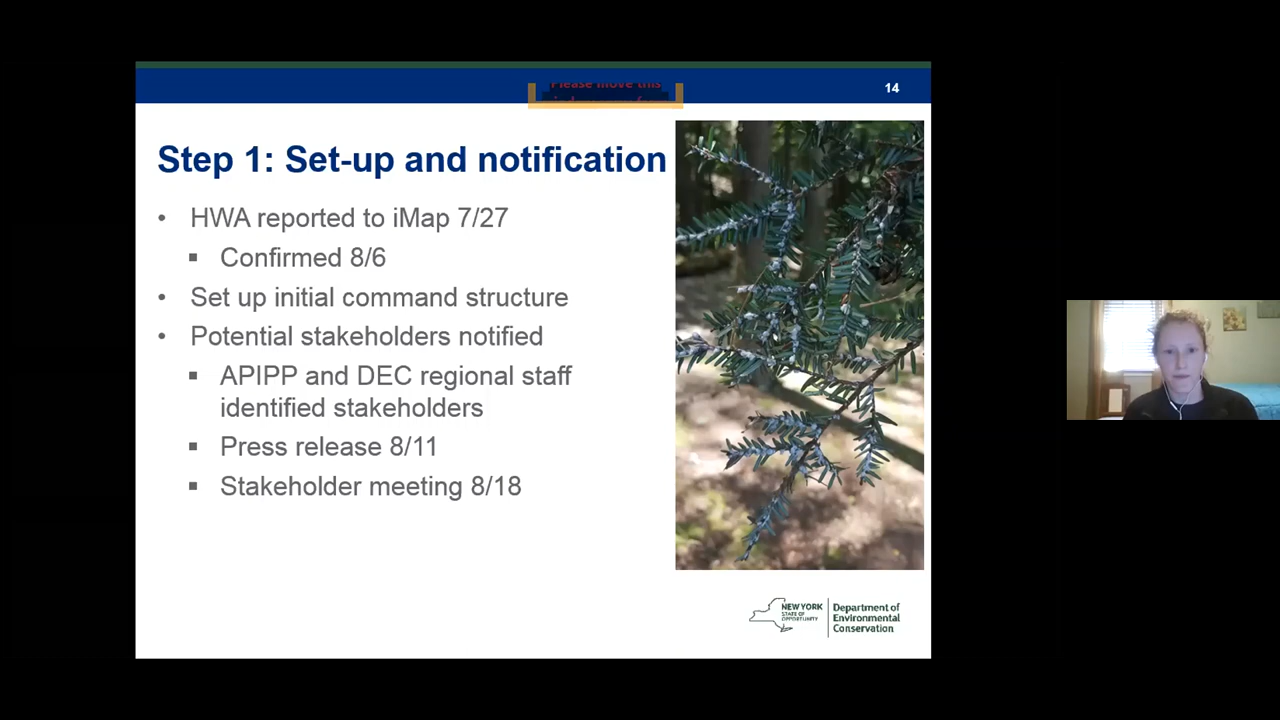 Please move this
14
Step 1: Set-up and notification
• HWA reported to iMap 7/27
▪ Confirmed 8/6
• Set up initial command structure
• Potential stakeholders notified
▪ APIPP and DEC regional staff
identified stakeholders
▪ Press release 8/11
▪ Stakeholder meeting 8/18
NEW YORK
STATE OF
OPPORTUNITY
Department of
Environmental
Conservation